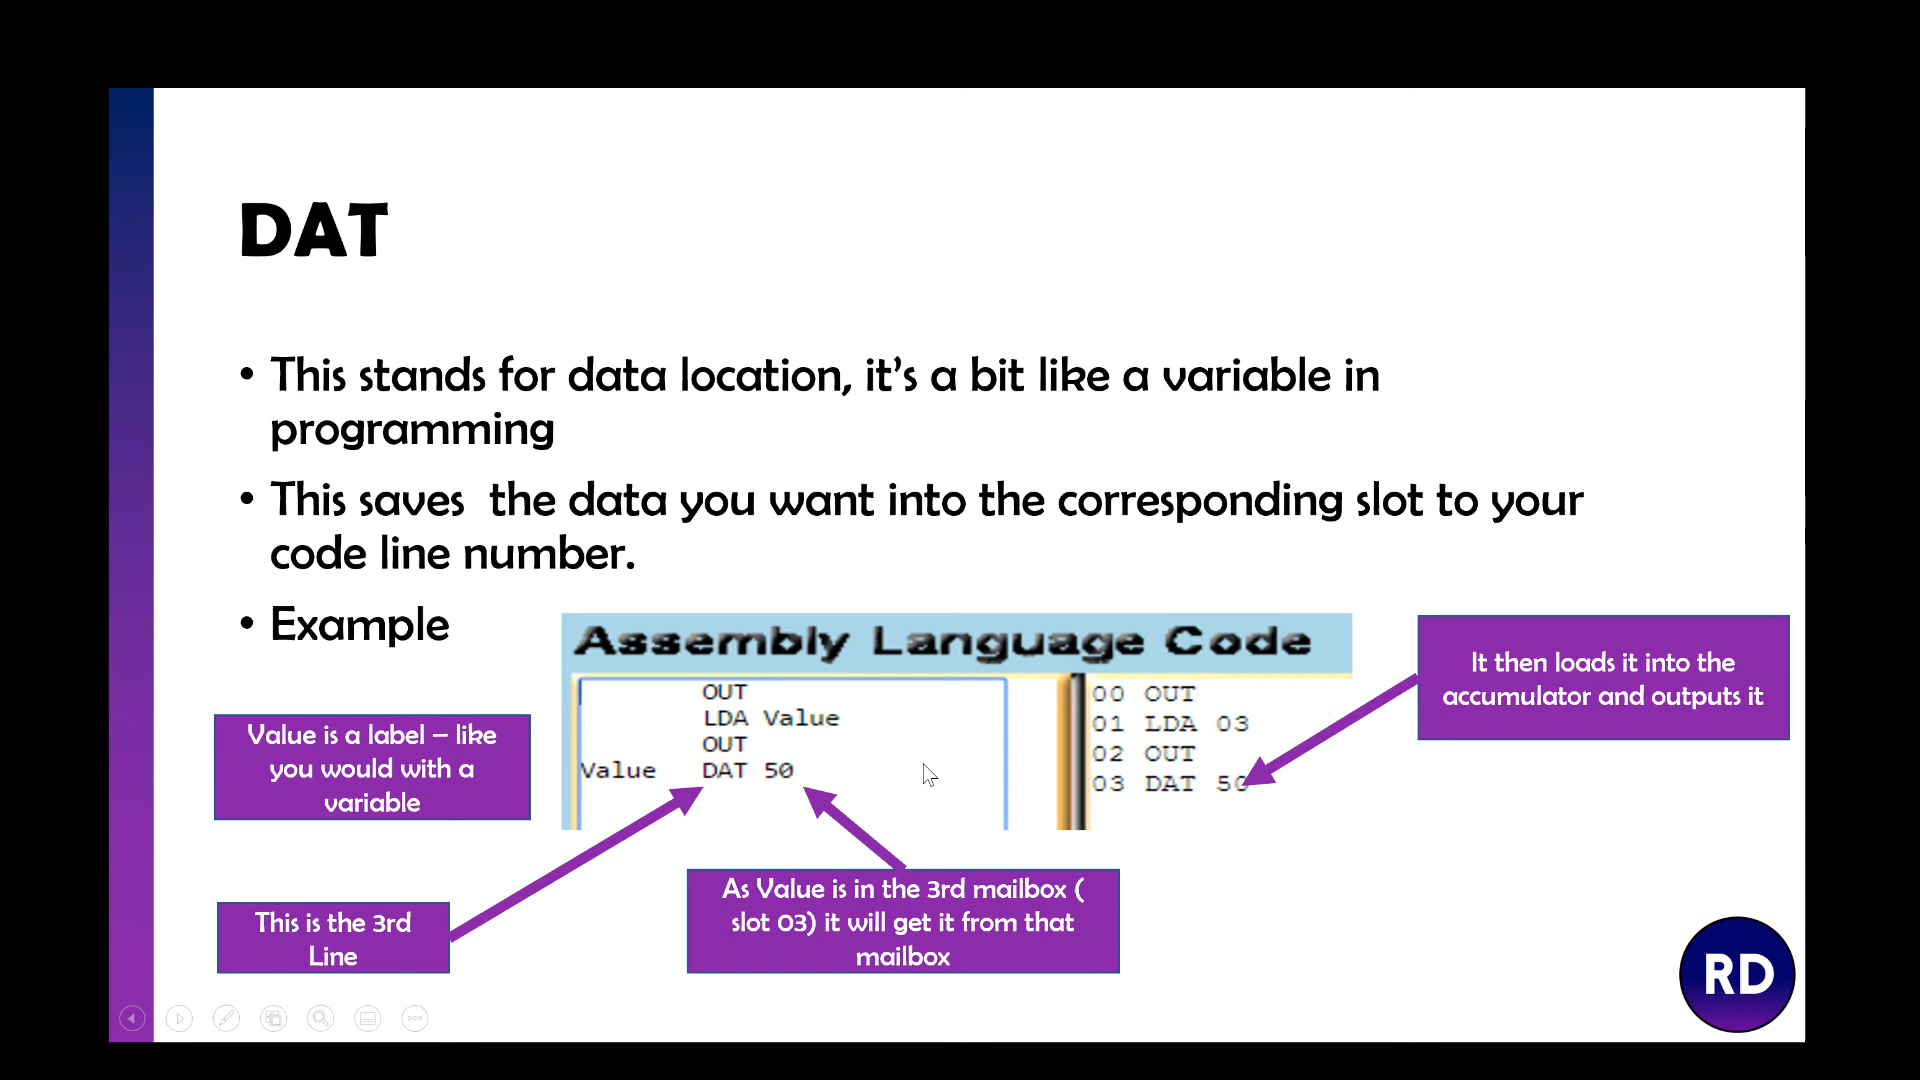 DAT
• This stands for data location, it's a bit like a variable in
programming
• This saves  the data you want into the corresponding slot to your
code line number.
• Example
Assembly Language Code
OUT
LDA Value
OUT
Value DAT 50
00 OUT
01 LDA 03
02 OUT
03 DAT 50
It then loads it into the
accumulator and outputs it
Value is a label – like
you would with a
variable
This is the 3rd
Line
As Value is in the 3rd mailbox (
slot 03) it will get it from that
mailbox
RD